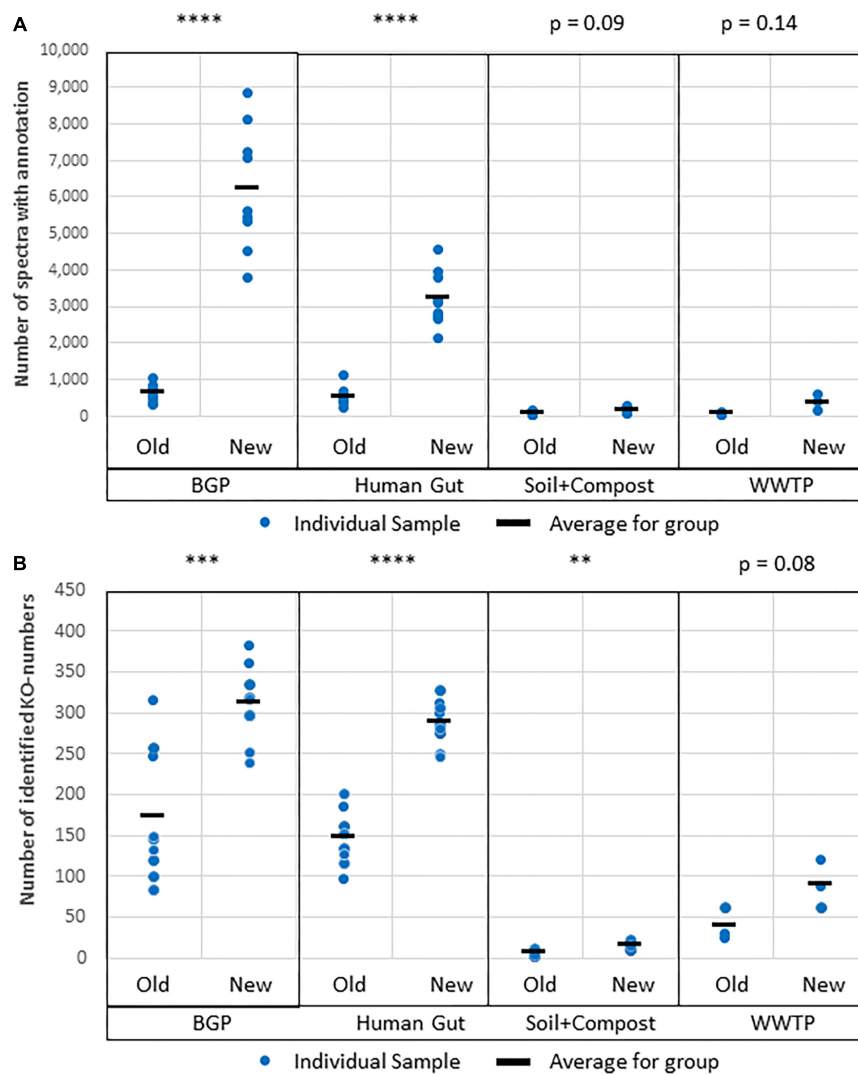 A
**** **** p = 0.09 p = 0.14
Number of spectra with annotation
10,000
9,000
8,000
7,000
6,000
5,000
4,000
3,000
2,000
1,000
0
Old New Old New Old New Old New
BGP Human Gut Soil+Compost WWTP
Individual Sample Average for group
B
*** **** ** p = 0.08
Number of identified KO-numbers
450
400
350
300
250
200
150
100
50
0
Old New Old New Old New Old New
BGP Human Gut Soil+Compost WWTP
Individual Sample Average for group